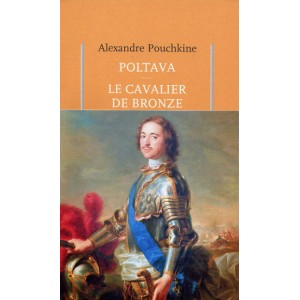 Alexandre Pouchkine
POLTAVA
LE CAVALIER
DE BRONZE